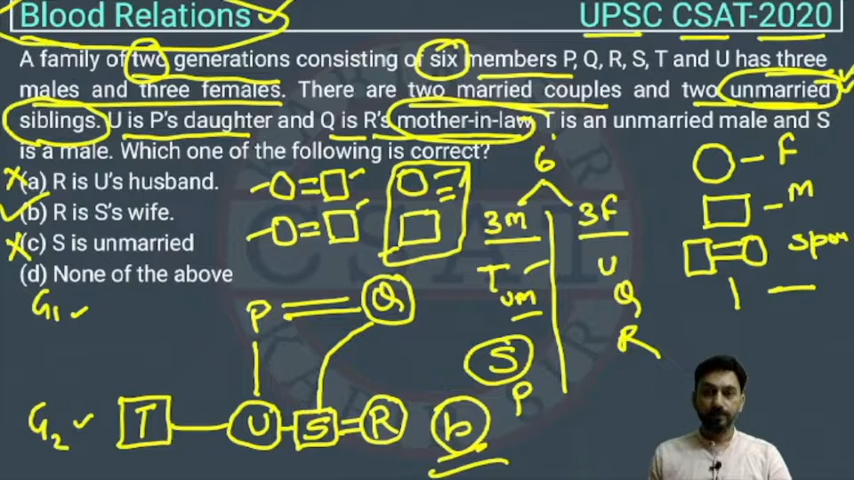 Blood Relations
UPSC CSAT-2020
A family of two generations consisting of six members P, Q, R, S, T and U has three
males and three females. There are two married couples and two unmarried
siblings. U is P's daughter and Q is R's mother-in-law. T is an unmarried male and S
is a male. Which one of the following is correct?
(a) R is U's husband.
(b) R is S's wife.
(c) S is unmarried
(d) None of the above
6
3M 3F
T U
UM Q
S R
P
F
M
G1
P Q
G2
T U S R
b
CSAT